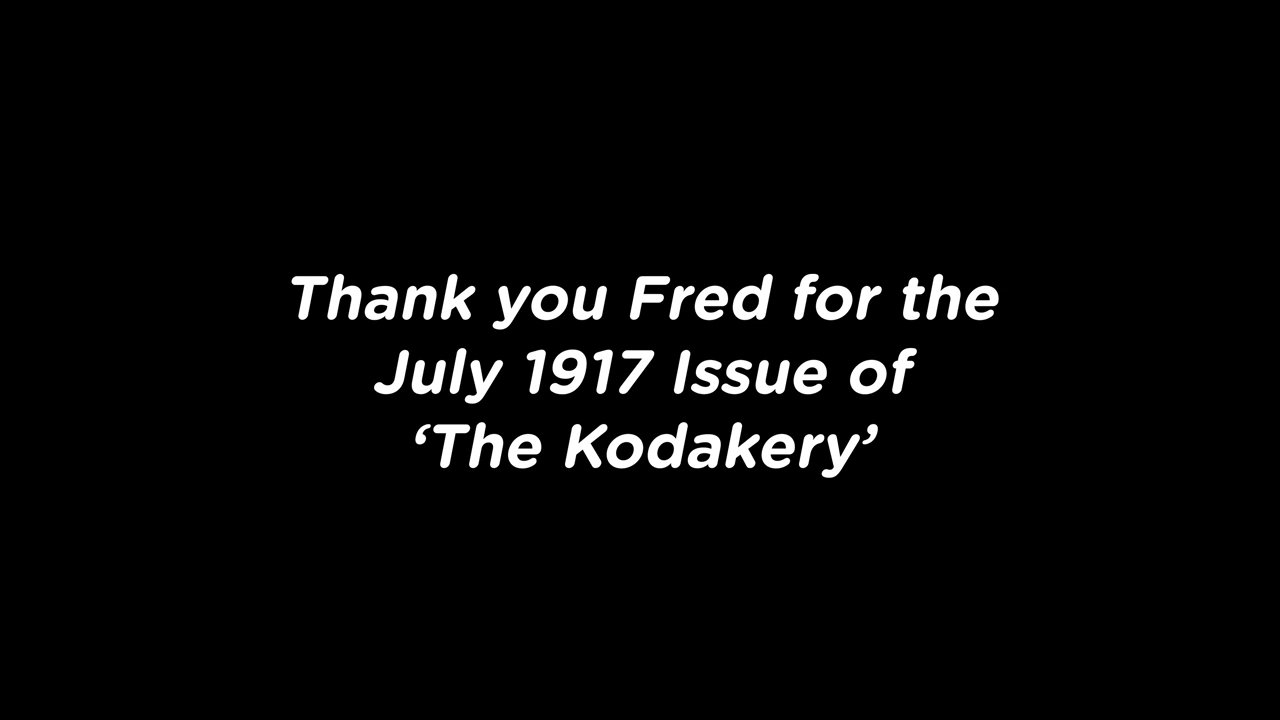 Thank you Fred for the
July 1917 Issue of
‘The Kodakery’